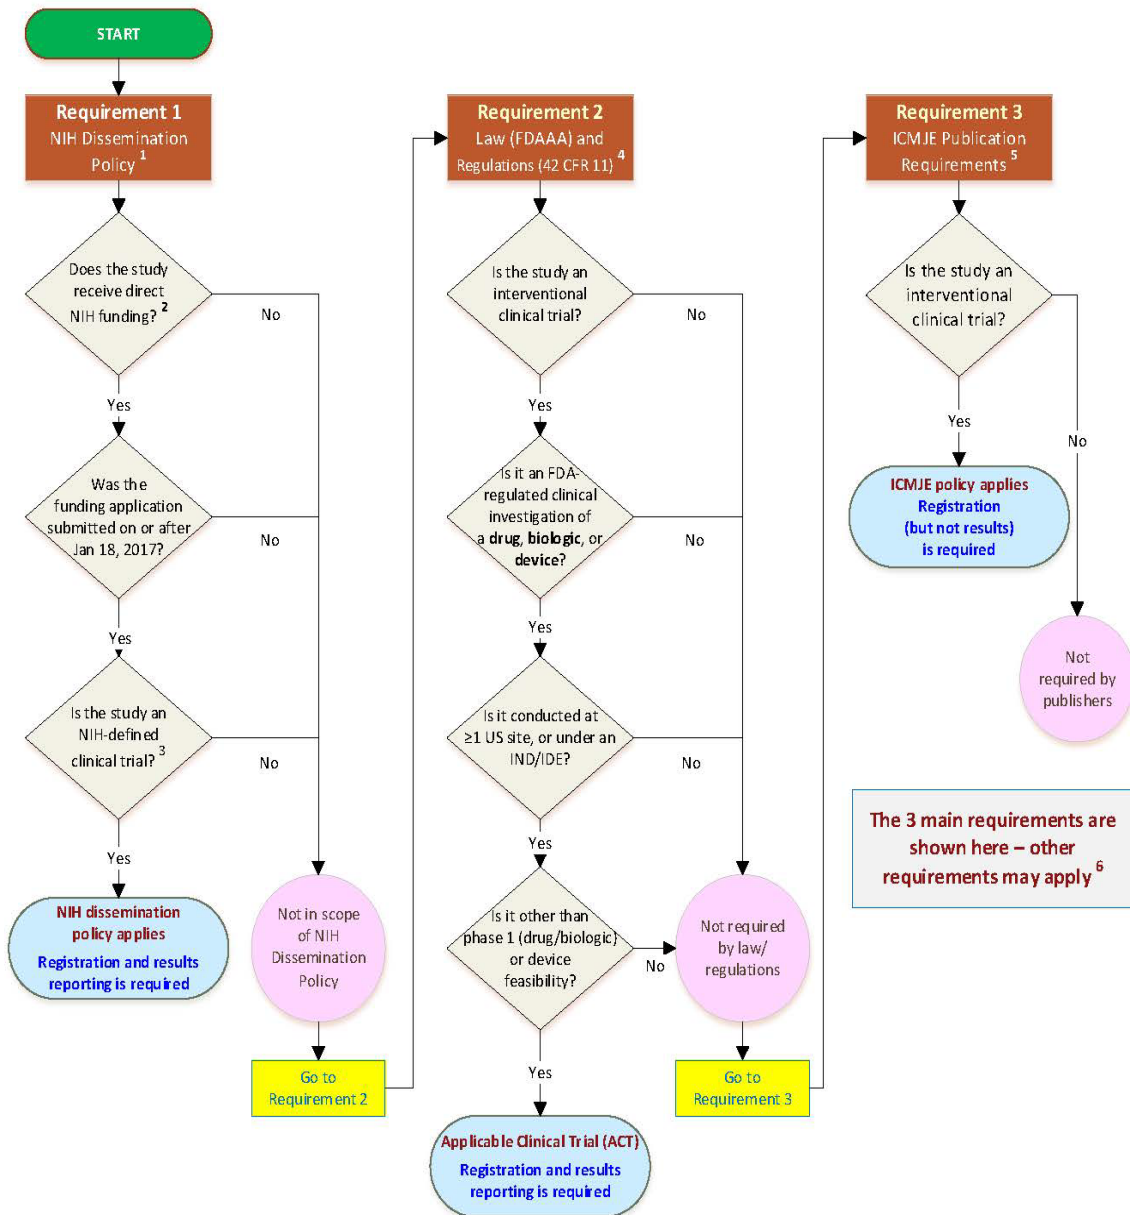 START
Requirement 1
NIH Dissemination
Policy 1
Does the study
receive direct
NIH funding? 2
No
Yes
Was the
funding application
submitted on or after
Jan 18, 2017?
No
Yes
Is the study an
NIH-defined
clinical trial? 3
No
Yes
NIH dissemination
policy applies
Registration and results
reporting is required
Not in scope
of NIH
Dissemination
Policy
Go to
Requirement 2
Requirement 2
Law (FDAAA) and
Regulations (42 CFR 11) 4
Is the study an
interventional
clinical trial?
No
Yes
Is it an FDA-
regulated clinical
investigation of
a drug, biologic, or
device?
No
Yes
Is it conducted at
≥1 US site, or under an
IND/IDE?
No
Yes
Is it other than
phase 1 (drug/biologic)
or device
feasibility?
No
Yes
Not required
by law/
regulations
Go to
Requirement 3
Applicable Clinical Trial (ACT)
Registration and results
reporting is required
Requirement 3
ICMJE Publication
Requirements 5
Is the study an
interventional
clinical trial?
Yes
No
ICMJE policy applies
Registration
(but not results)
is required
Not
required by
publishers
The 3 main requirements are
shown here – other
requirements may apply 6